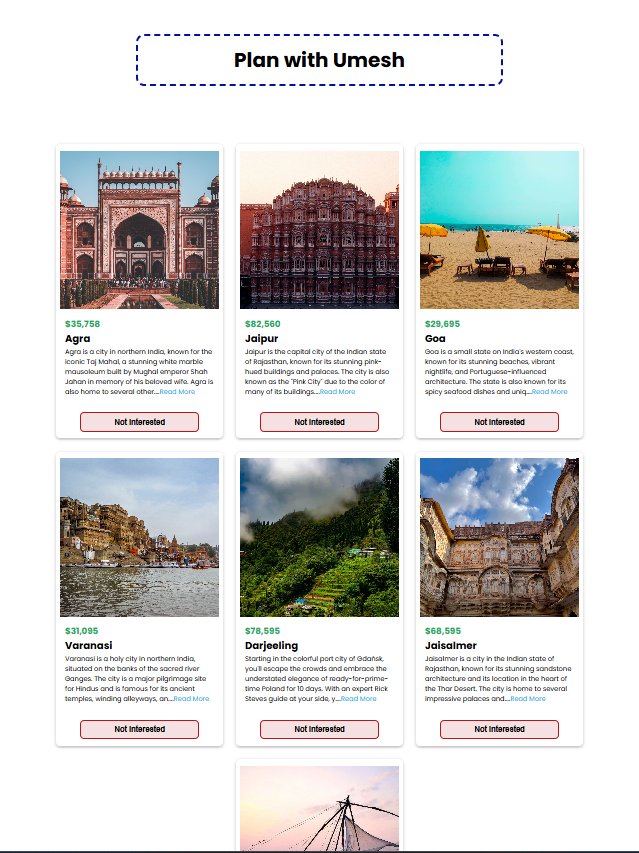 Plan with Umesh
$35,758
Agra
Agra is a city in northern India, known for the
iconic Taj Mahal, a stunning white marble
mausoleum built by Mughal emperor Shah
Jahan in memory of his beloved wife. Agra is
also home to several other....Read More
Not Interested
$82,560
Jaipur
Jaipur is the capital city of the Indian state
of Rajasthan, known for its stunning pink-
hued buildings and palaces. The city is also
known as the "Pink City" due to the color of
many of its buildings....Read More
Not Interested
$29,695
Goa
Goa is a small state on India's western coast,
known for its stunning beaches, vibrant
nightlife, and Portuguese-influenced
architecture. The state is also known for its
spicy seafood dishes and uniq....Read More
Not Interested
$31,095
Varanasi
Varanasi is a holy city in northern India,
situated on the banks of the sacred river
Ganges. The city is a major pilgrimage site
for Hindus and is famous for its ancient
temples, winding alleyways, an....Read More
Not Interested
$78,595
Darjeeling
Starting in the colorful port city of Gdańsk,
you'll escape the crowds and embrace the
understated elegance of ready-for-prime-
time Poland for 10 days. With an expert Rick
Steves guide at your side, y....Read More
Not Interested
$68,595
Jaisalmer
Jaisalmer is a city in the Indian state of
Rajasthan, known for its stunning sandstone
architecture and its location in the heart of
the Thar Desert. The city is home to several
impressive palaces and....Read More
Not Interested